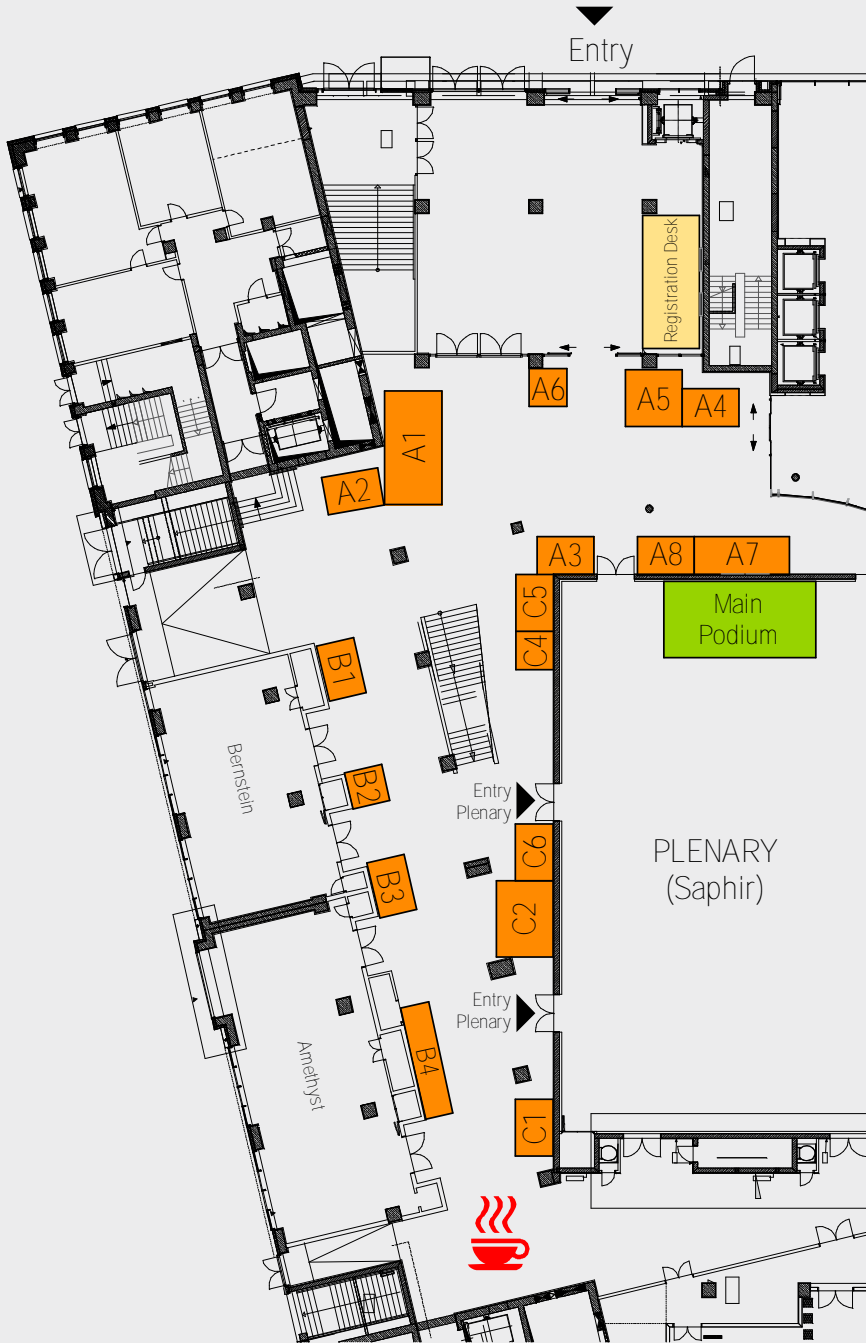 Entry
Registration Desk
A6
A5
A4
A1
A2
A3
A8
A7
C5
Main
Podium
C4
B1
Bernstein
B2
Entry
Plenary
C6
PLENARY
(Saphir)
B3
C2
Entry
Plenary
B4
Amethyst
C1